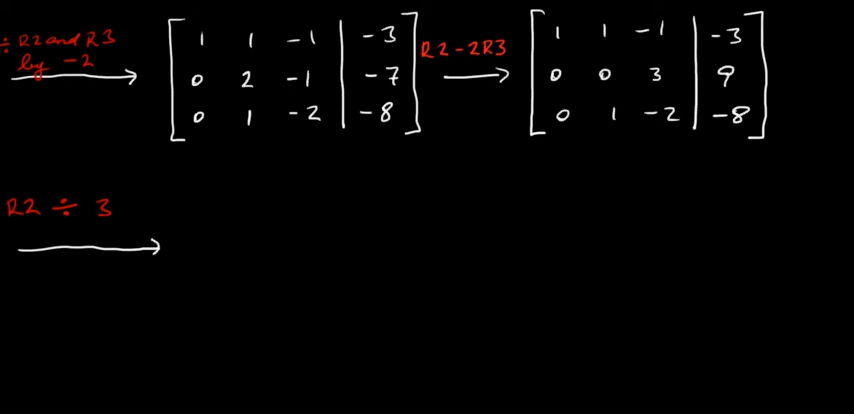 ÷ R2 and R3
by -2
1 1 -1 | -3
0 2 -1 | -7
0 1 -2 | -8
R2-2R3
1 1 -1 | -3
0 0 3 | 9
0 1 -2 | -8
R2 ÷ 3